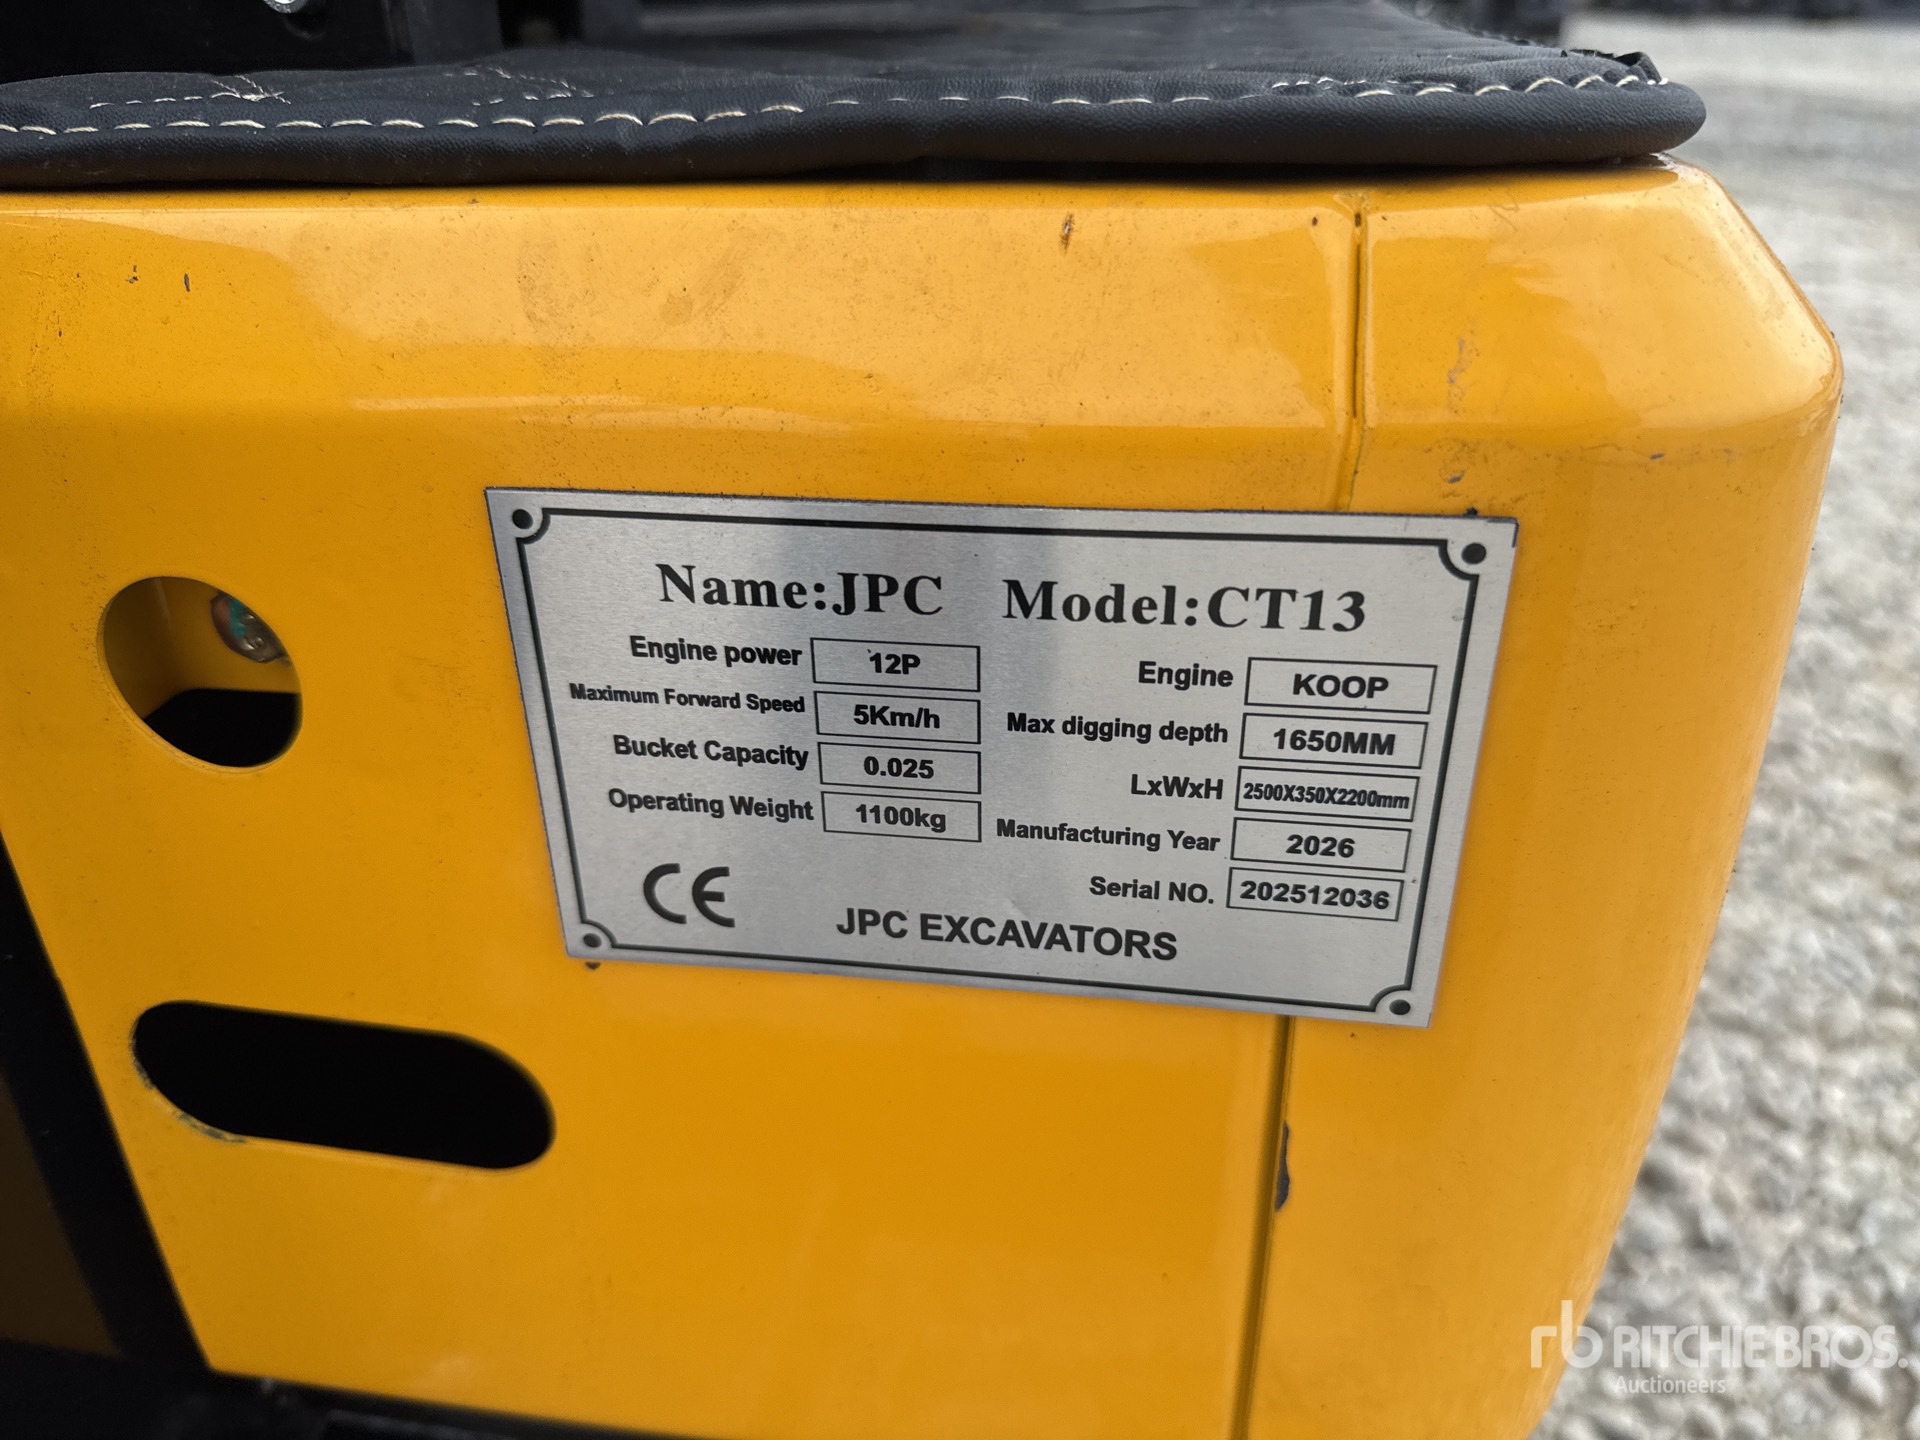 Name:JPC Model:CT13
Engine power 12P
Maximum Forward Speed 5Km/h
Bucket Capacity 0.025
Operating Weight 1100kg
Engine KOOP
Max digging depth 1650MM
LxWxH 2500X350X2200mm
Manufacturing Year 2026
Serial NO. 202512036
CE
JPC EXCAVATORS
rb RITCHIE BROS.
Auctioneers